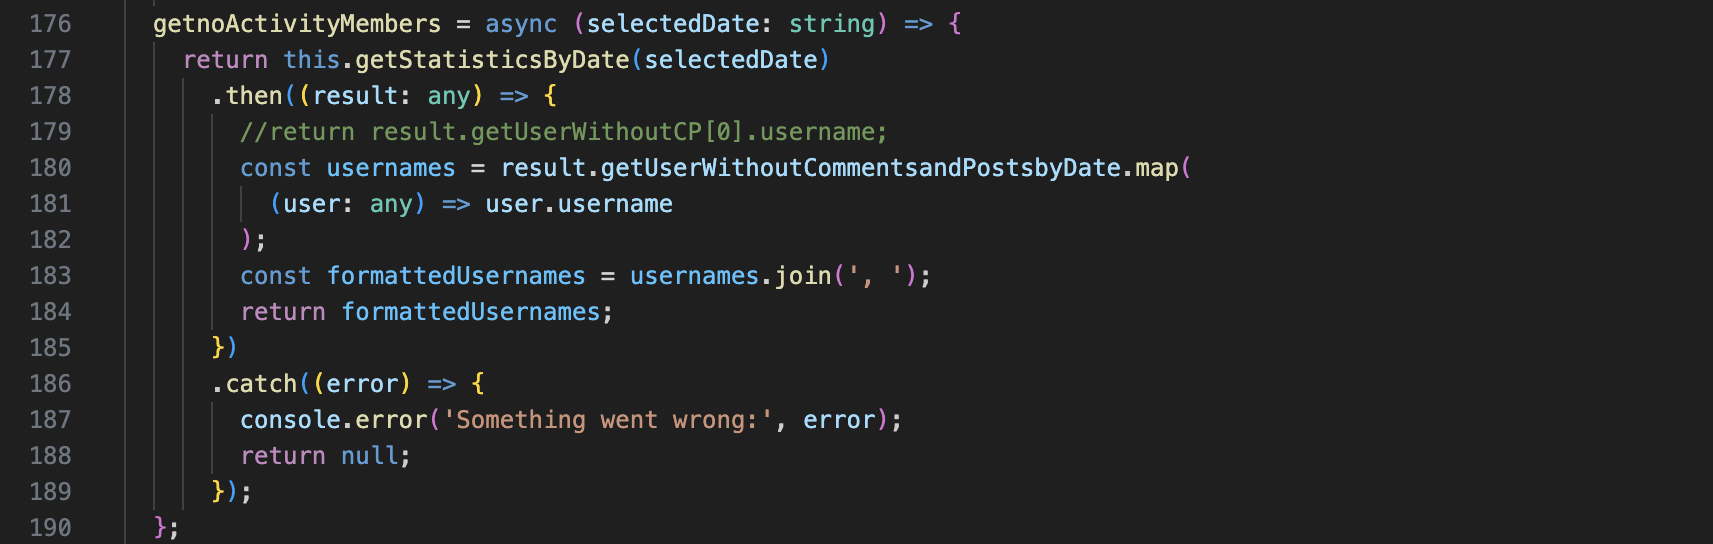 176 getnoActivityMembers = async (selectedDate: string) => {
177 return this.getStatisticsByDate(selectedDate)
178 .then((result: any) => {
179 //return result.getUserWithoutCP[0].username;
180 const usernames = result.getUserWithoutCommentsandPostsbyDate.map(
181 (user: any) => user.username
182 );
183 const formattedUsernames = usernames.join(', ');
184 return formattedUsernames;
185 })
186 .catch((error) => {
187 console.error('Something went wrong:', error);
188 return null;
189 });
190 };